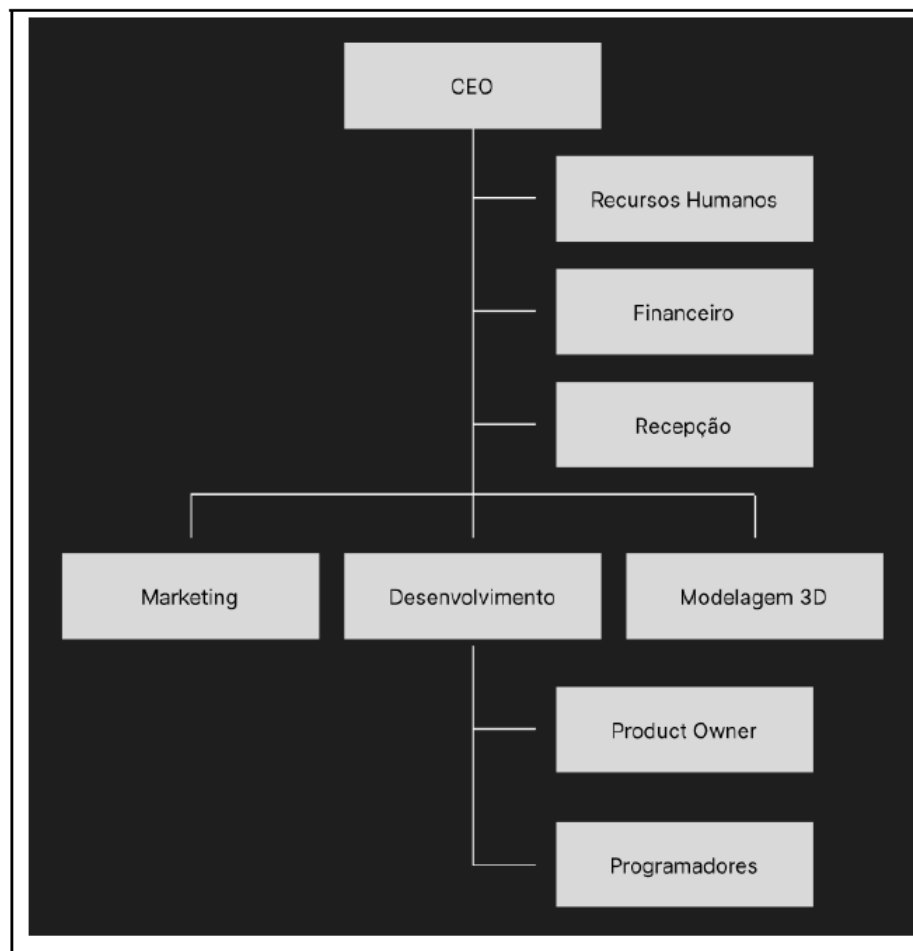 CEO
Recursos Humanos
Financeiro
Recepção
Marketing
Desenvolvimento
Modelagem 3D
Product Owner
Programadores